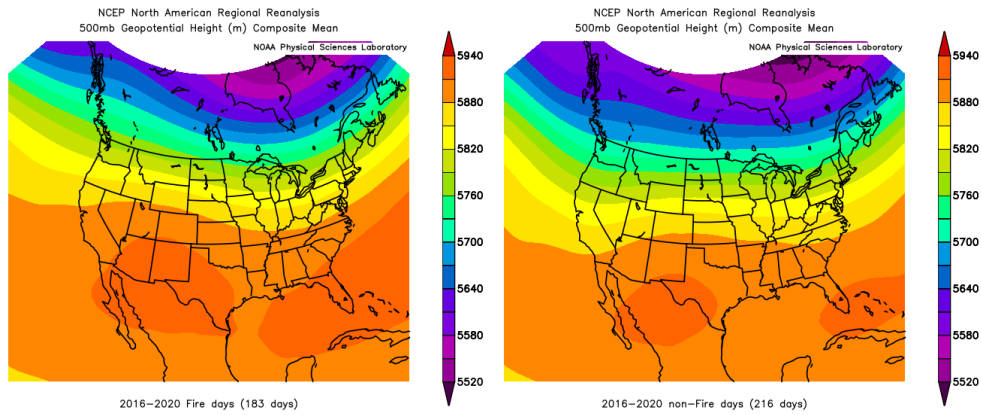 NCEP North American Regional Reanalysis
500mb Geopotential Height (m) Composite Mean
NOAA Physical Sciences Laboratory
5940
5880
5820
5760
5700
5640
5580
5520
2016-2020 Fire days (183 days)
NCEP North American Regional Reanalysis
500mb Geopotential Height (m) Composite Mean
NOAA Physical Sciences Laboratory
5940
5880
5820
5760
5700
5640
5580
5520
2016-2020 non-Fire days (216 days)